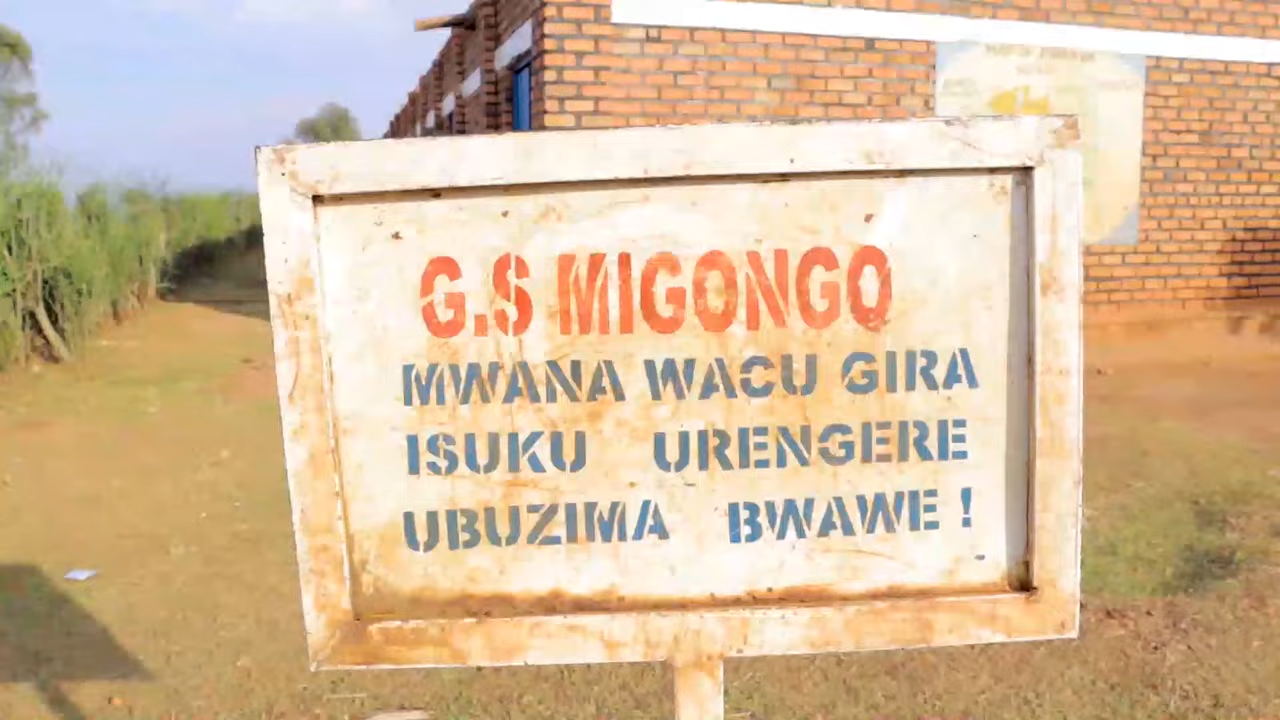 G.S MIGONGO
MWANA WACU GIRA
ISUKU URENGERE
UBUZIMA BWAWE !